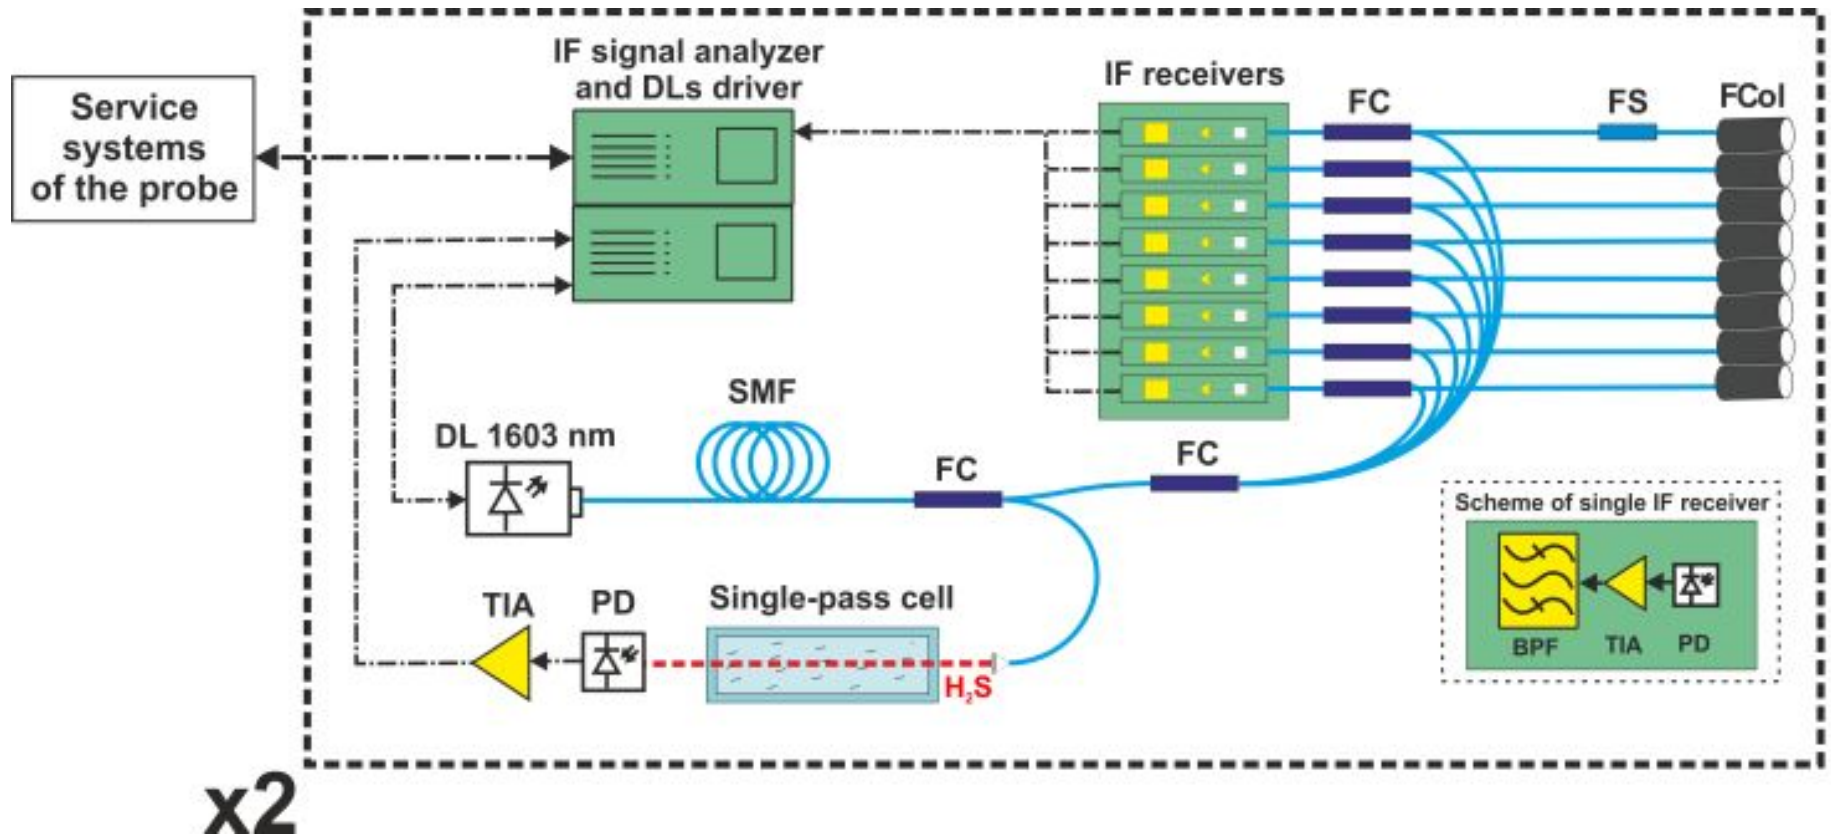 Service
systems
of the probe
IF signal analyzer
and DLs driver
IF receivers
FC
FS
FCol
SMF
DL 1603 nm
FC
FC
Scheme of single IF receiver
BPF
TIA
PD
TIA
PD
Single-pass cell
H₂S
x2